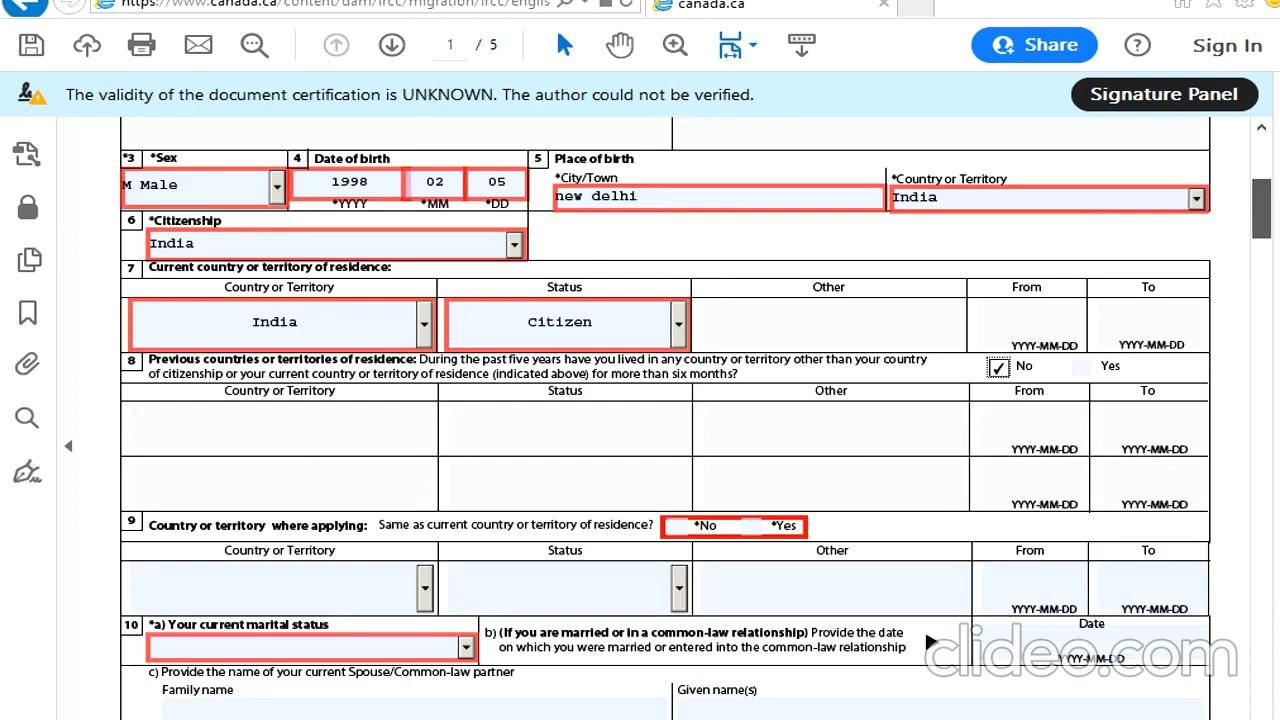 https://www.canada.ca/content/dam/ircc/migration/ircc/englis
canada.ca
1 / 5
Share
Sign In
The validity of the document certification is UNKNOWN. The author could not be verified.
Signature Panel
*3 *Sex 4 Date of birth 5 Place of birth
*City/Town *Country or Territory
M Male 1998 02 05 new delhi India
*YYYY *MM *DD
6 *Citizenship
India
7 Current country or territory of residence:
Country or Territory Status Other From To
India Citizen
YYYY-MM-DD YYYY-MM-DD
8 Previous countries or territories of residence: During the past five years have you lived in any country or territory other than your country
of citizenship or your current country or territory of residence (indicated above) for more than six months? No Yes
Country or Territory Status Other From To
YYYY-MM-DD YYYY-MM-DD
YYYY-MM-DD YYYY-MM-DD
9 Country or territory where applying: Same as current country or territory of residence? *No *Yes
Country or Territory Status Other From To
YYYY-MM-DD YYYY-MM-DD
10 *a) Your current marital status
b) (If you are married or in a common-law relationship) Provide the date
on which you were married or entered into the common-law relationship
Date
YYYY-MM-DD
clideo.com
c) Provide the name of your current Spouse/Common-law partner
Family name Given name(s)